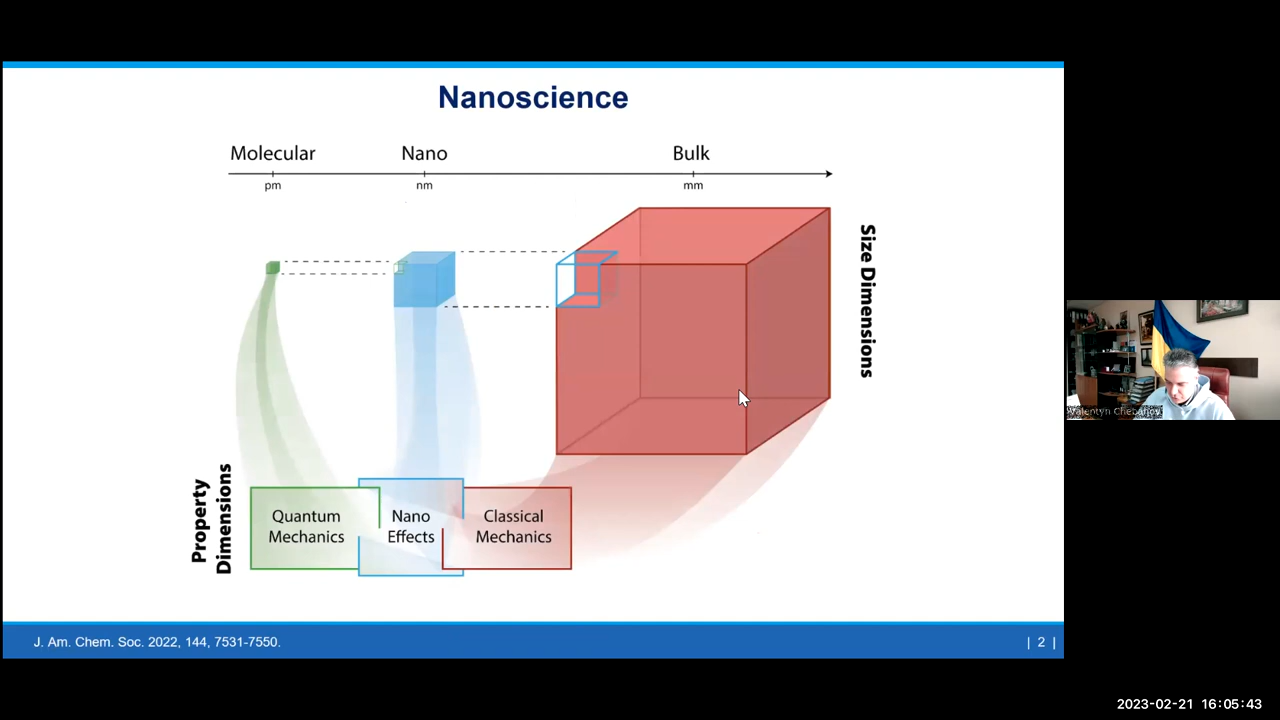 Nanoscience
Molecular
Nano
Bulk
pm
nm
mm
Size Dimensions
Property
Dimensions
Quantum
Mechanics
Nano
Effects
Classical
Mechanics
J. Am. Chem. Soc. 2022, 144, 7531-7550.
| 2 |
Valentyn Chebanov
2023-02-21 16:05:43